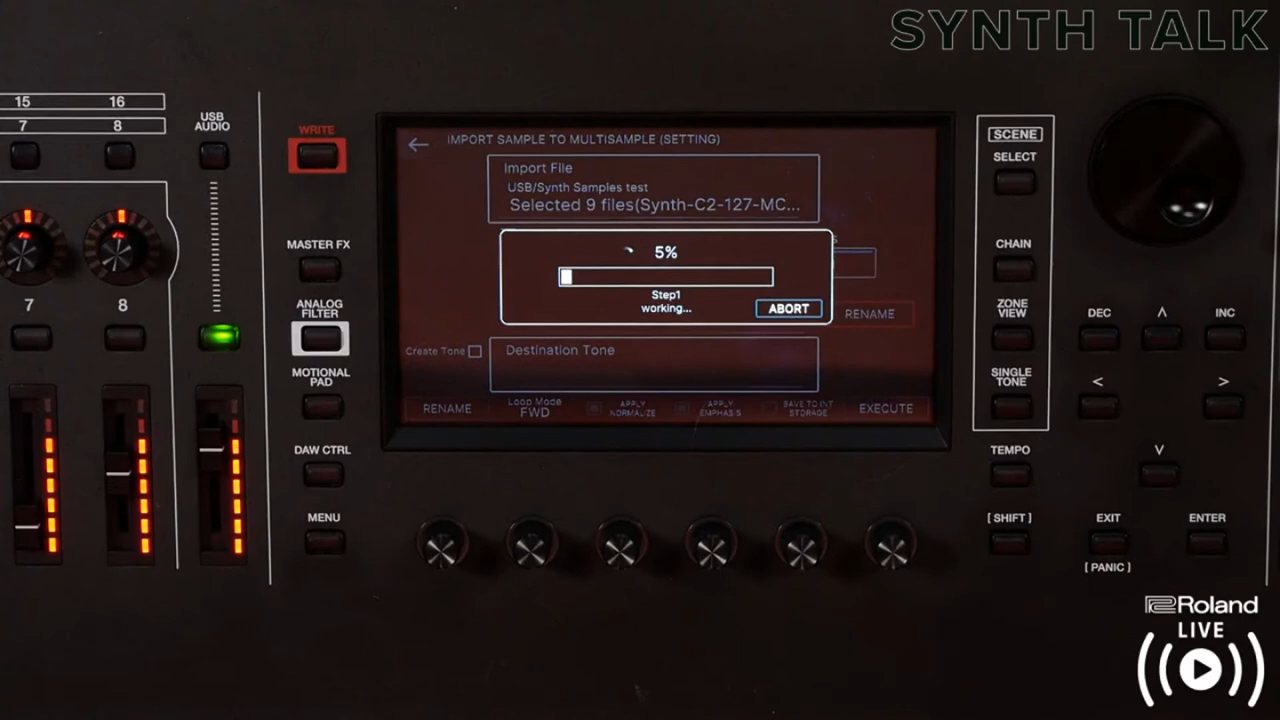 SYNTH TALK
15 16
7 8
USB
AUDIO
7 8
WRITE
MASTER FX
ANALOG
FILTER
MOTIONAL
PAD
DAW CTRL
MENU
← IMPORT SAMPLE TO MULTISAMPLE (SETTING)
Import File
USB/Synth Samples test
Selected 9 files(Synth-C2-127-MC...
5%
Step1
working...
ABORT
RENAME
Create Tone
Destination Tone
RENAME
Loop Mode
FWD
APPLY
NORMALIZE
APPLY
EMPHASIS
SAVE TO INT
STORAGE
EXECUTE
SCENE
SELECT
CHAIN
ZONE
VIEW
SINGLE
TONE
TEMPO
[ SHIFT ]
DEC ∧ INC
< >
∨
EXIT
[ PANIC ]
ENTER
Roland
LIVE